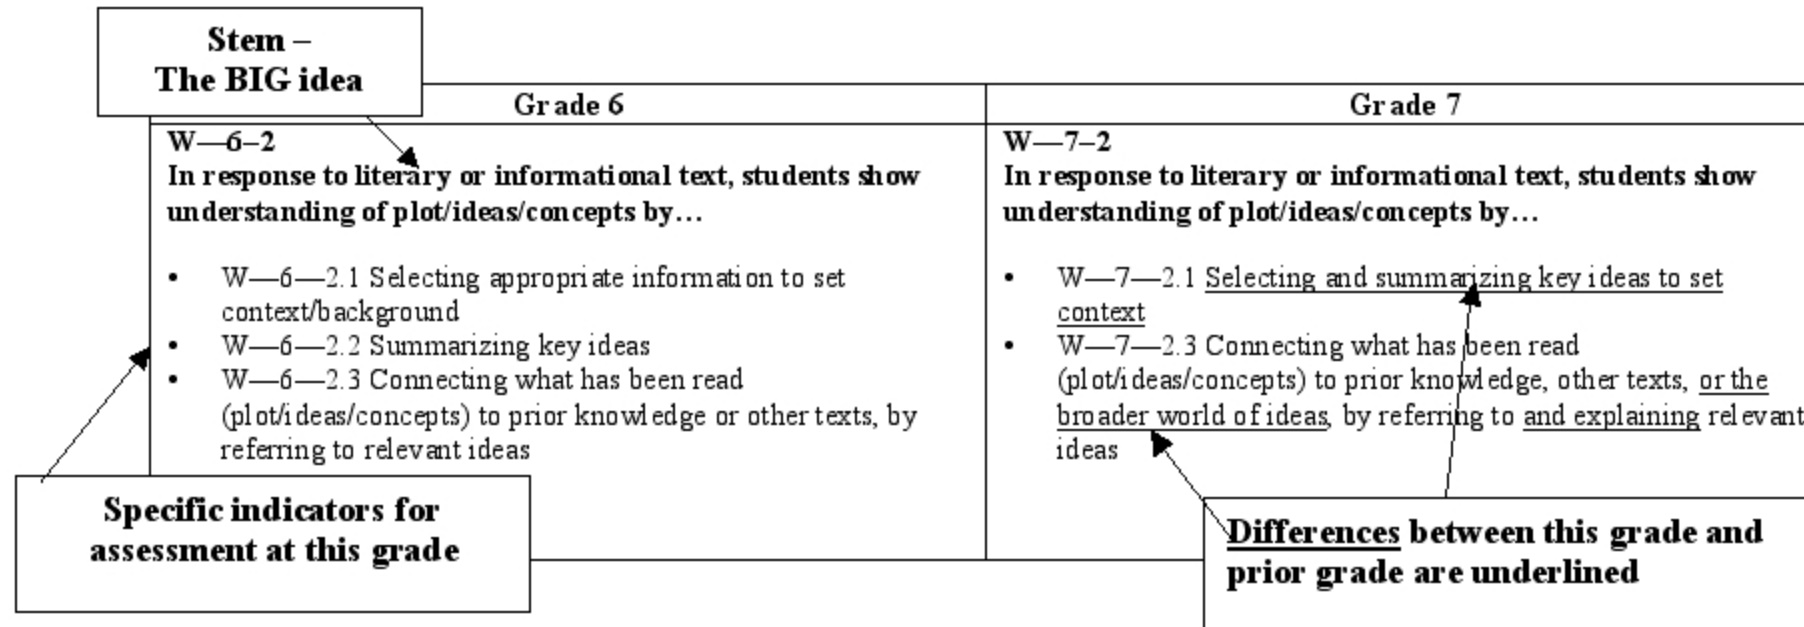 Stem –
The BIG idea
Grade 6
W—6–2
In response to literary or informational text, students show
understanding of plot/ideas/concepts by…
• W—6—2.1 Selecting appropriate information to set
context/background
• W—6—2.2 Summarizing key ideas
• W—6—2.3 Connecting what has been read
(plot/ideas/concepts) to prior knowledge or other texts, by
referring to relevant ideas
Specific indicators for
assessment at this grade
Grade 7
W—7–2
In response to literary or informational text, students show
understanding of plot/ideas/concepts by…
• W—7—2.1 Selecting and summarizing key ideas to set
context
• W—7—2.3 Connecting what has been read
(plot/ideas/concepts) to prior knowledge, other texts, or the
broader world of ideas, by referring to and explaining relevant
ideas
Differences between this grade and
prior grade are underlined